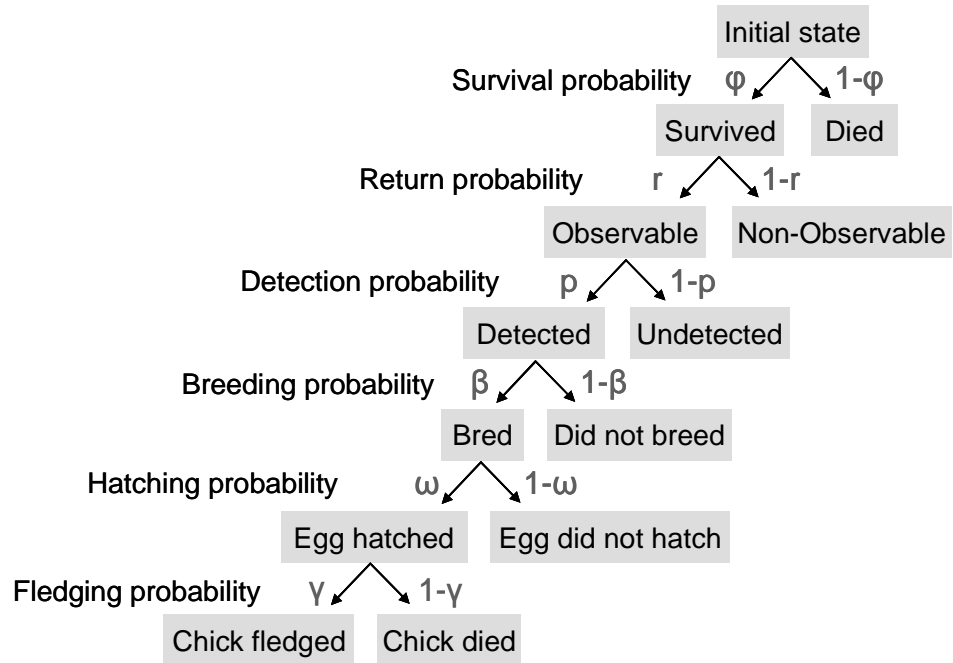 Initial state
Survival probability φ 1-φ
Survived Died
Return probability r 1-r
Observable Non-Observable
Detection probability p 1-p
Detected Undetected
Breeding probability β 1-β
Bred Did not breed
Hatching probability ω 1-ω
Egg hatched Egg did not hatch
Fledging probability γ 1-γ
Chick fledged Chick died